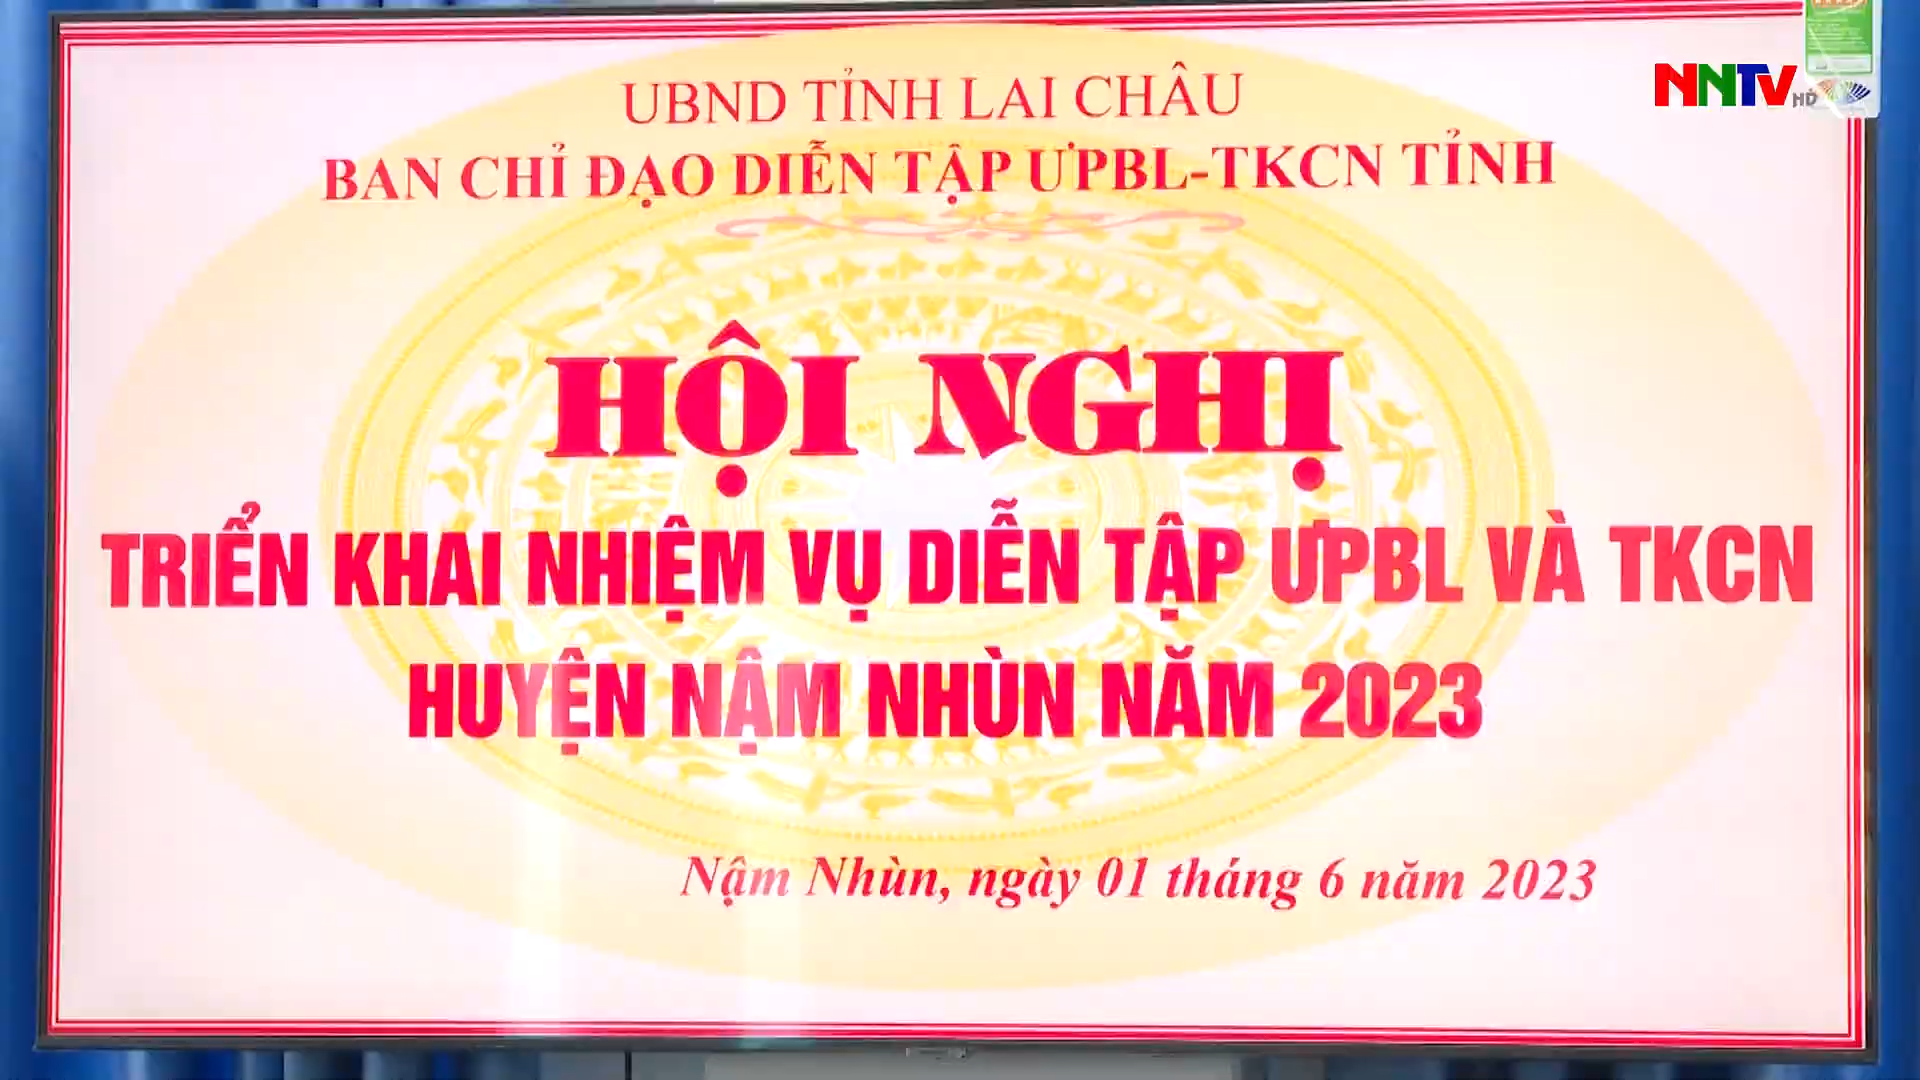 NNTV HD
UBND TỈNH LAI CHÂU
BAN CHỈ ĐẠO DIỄN TẬP ƯPBL-TKCN TỈNH
HỘI NGHỊ
TRIỂN KHAI NHIỆM VỤ DIỄN TẬP ƯPBL VÀ TKCN
HUYỆN NẬM NHÙN NĂM 2023
Nậm Nhùn, ngày 01 tháng 6 năm 2023